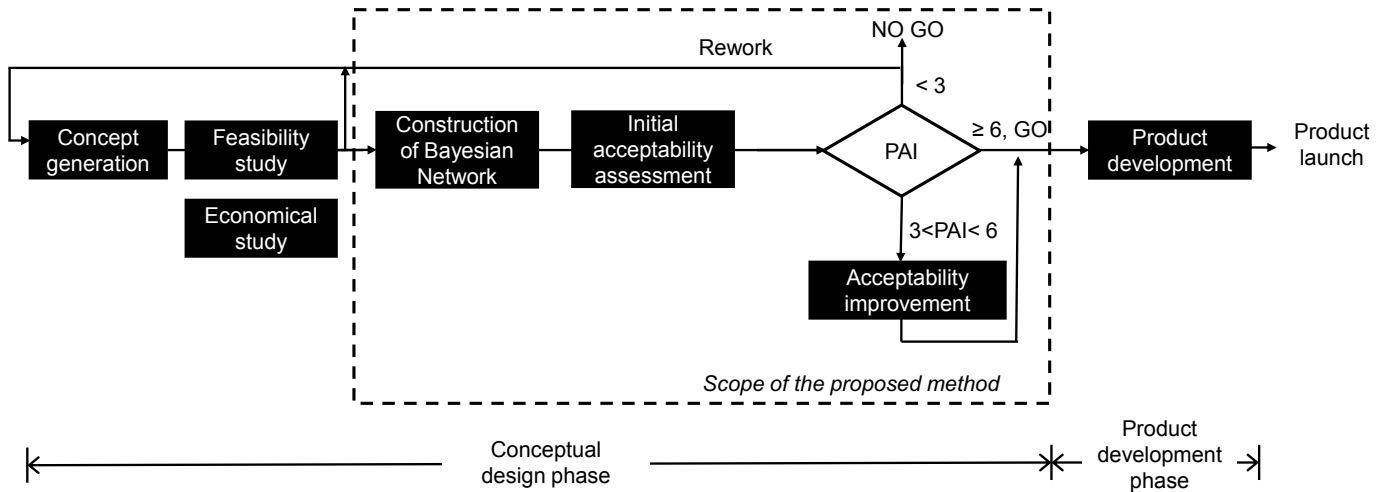 NO GO
Rework
< 3
Concept
generation
Feasibility
study
Economical
study
Construction
of Bayesian
Network
Initial
acceptability
assessment
PAI
≥ 6, GO
Product
development
Product
launch
3<PAI< 6
Acceptability
improvement
Scope of the proposed method
Conceptual
design phase
Product
development
phase